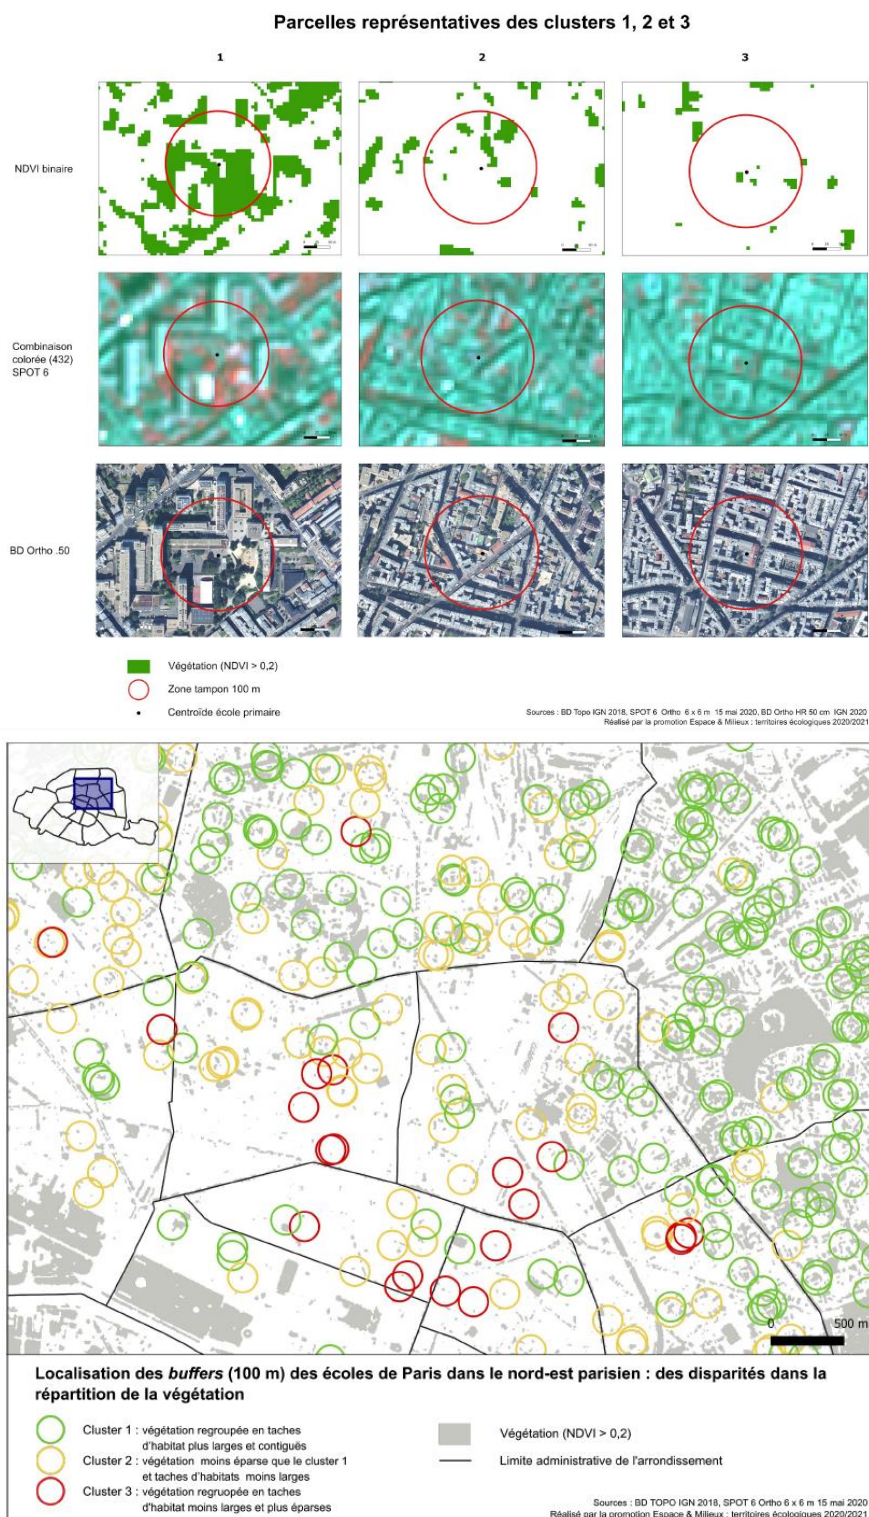 Parcelles représentatives des clusters 1, 2 et 3
1
2
3
NDVI binaire
Combinaison
colorée (432)
SPOT 6
BD Ortho .50
Végétation (NDVI > 0,2)
Zone tampon 100 m
Centroïde école primaire
Sources : BD Topo IGN 2018, SPOT 6 Ortho 6 x 6 m 15 mai 2020, BD Ortho HR 50 cm IGN 2020
Réalisé par la promotion Espace & Milieux : territoires écologiques 2020/2021
0
500 m
Localisation des buffers (100 m) des écoles de Paris dans le nord-est parisien : des disparités dans la
répartition de la végétation
Cluster 1 : végétation regroupée en taches
d'habitat plus larges et contiguës
Cluster 2 : végétation moins éparse que le cluster 1
et taches d'habitats moins larges
Cluster 3 : végétation regruopée en taches
d'habitat moins larges et plus éparses
Végétation (NDVI > 0,2)
Limite administrative de l'arrondissement
Sources : BD TOPO IGN 2018, SPOT 6 Ortho 6 x 6 m 15 mai 2020
Réalisé par la promotion Espace & Milieux : territoires écologiques 2020/2021